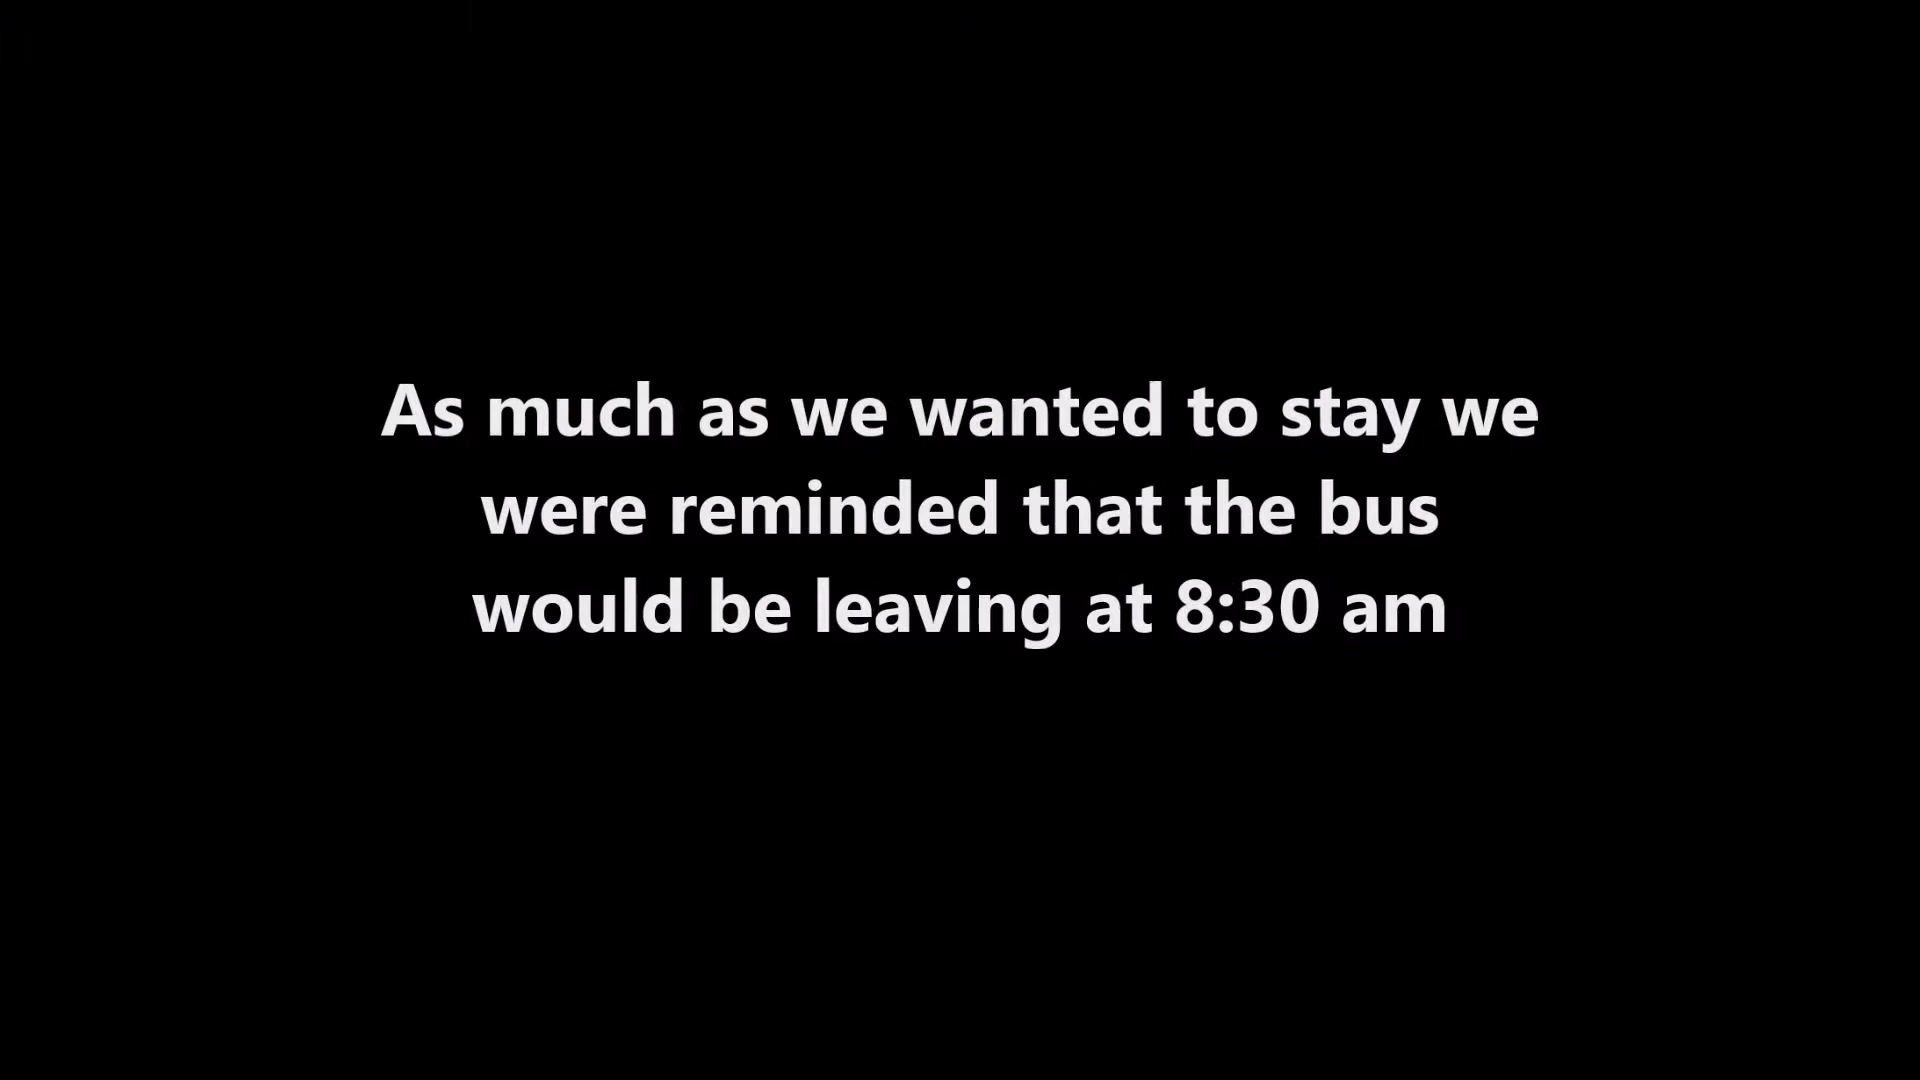 As much as we wanted to stay we
were reminded that the bus
would be leaving at 8:30 am